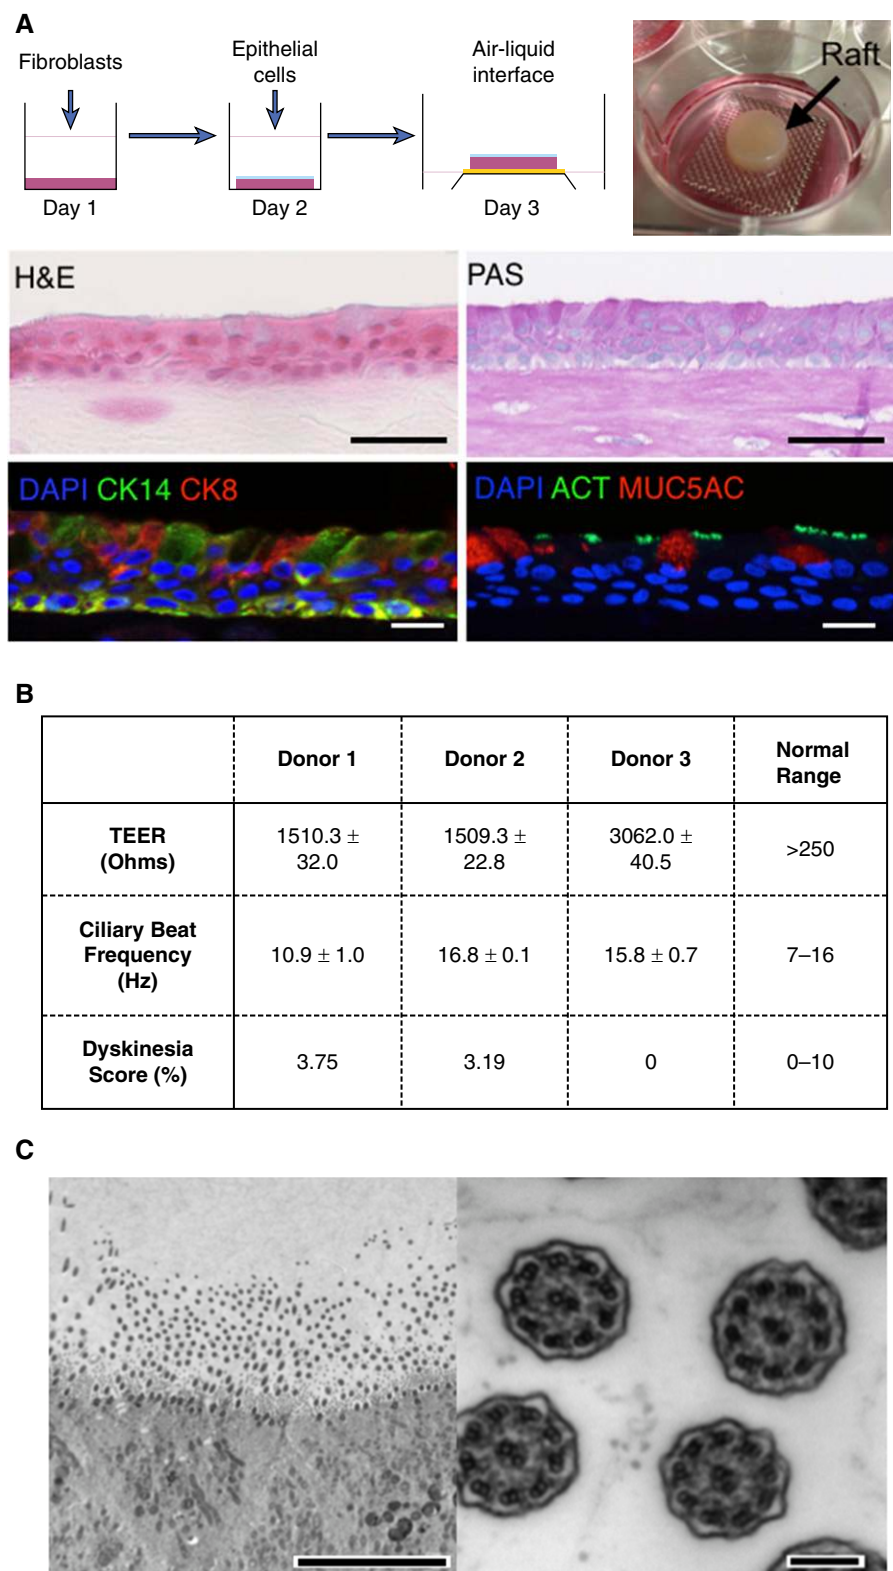 A
Fibroblasts
Epithelial
cells
Air-liquid
interface
Raft
Day 1
Day 2
Day 3
H&E
PAS
DAPI CK14 CK8
DAPI ACT MUC5AC
B
Donor 1
Donor 2
Donor 3
Normal
Range
TEER
(Ohms)
1510.3 ±
32.0
1509.3 ±
22.8
3062.0 ±
40.5
>250
Ciliary Beat
Frequency
(Hz)
10.9 ± 1.0
16.8 ± 0.1
15.8 ± 0.7
7–16
Dyskinesia
Score (%)
3.75
3.19
0
0–10
C